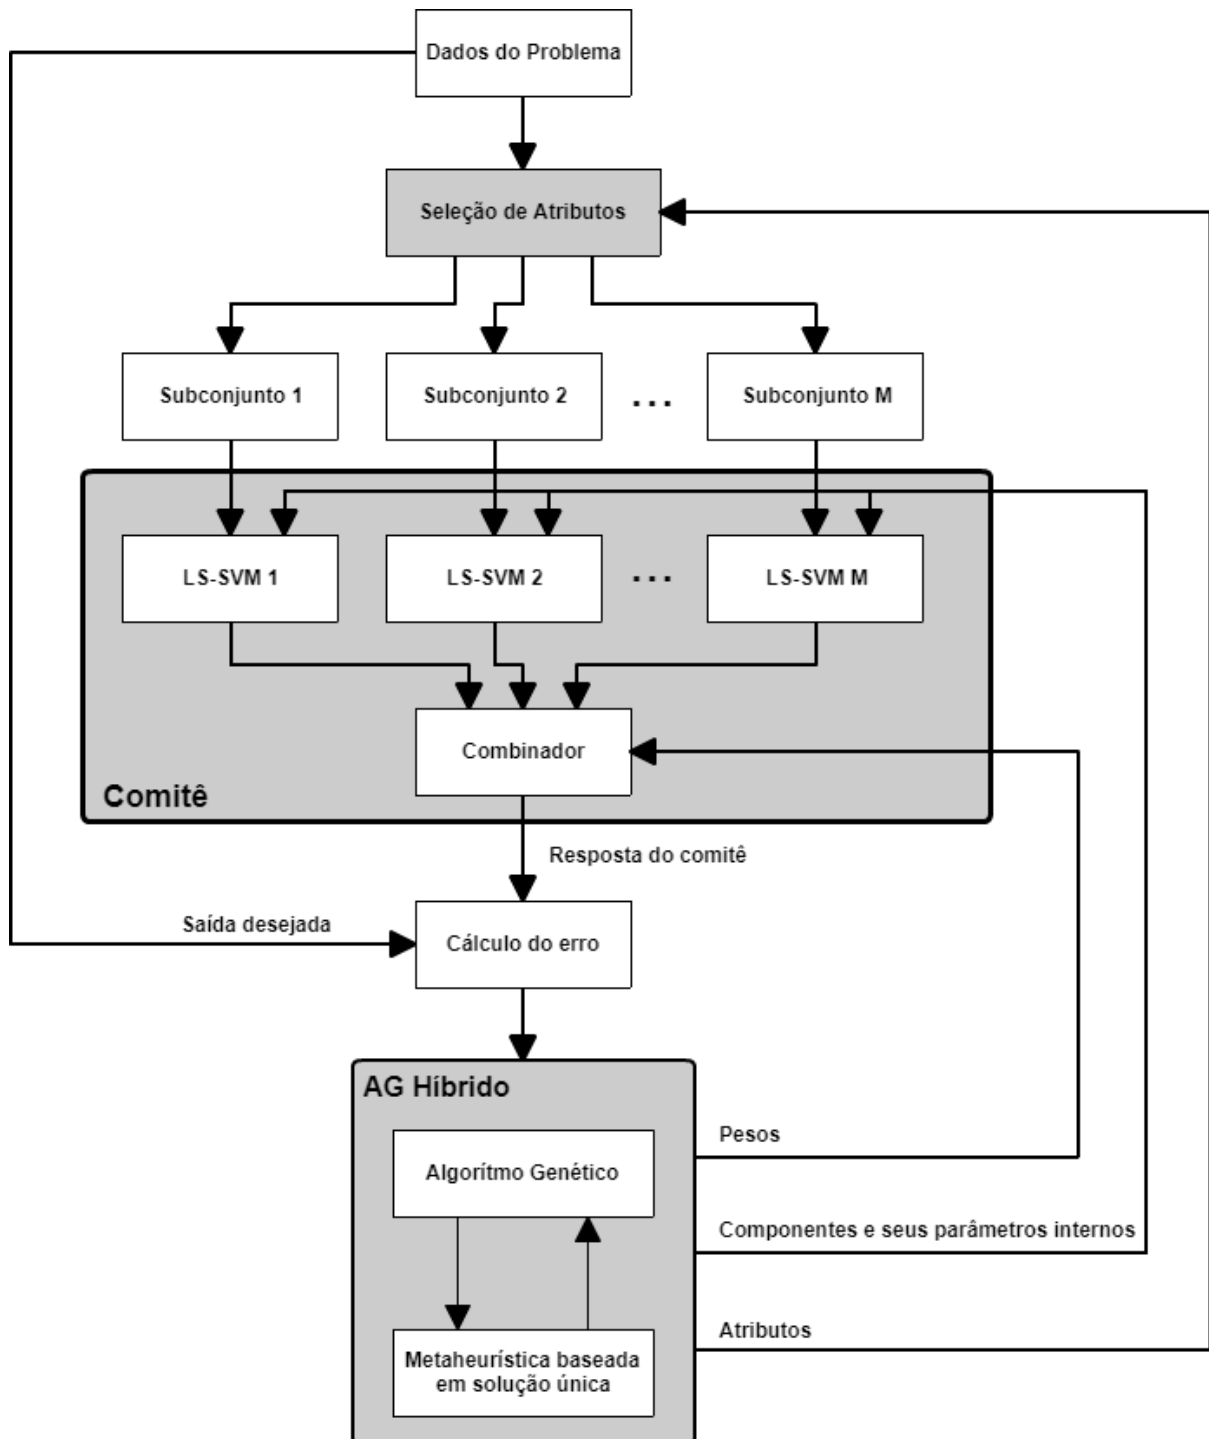 Dados do Problema
Seleção de Atributos
Subconjunto 1
Subconjunto 2
...
Subconjunto M
LS-SVM 1
LS-SVM 2
...
LS-SVM M
Combinador
Comitê
Resposta do comitê
Saída desejada
Cálculo do erro
AG Híbrido
Algorítmo Genético
Pesos
Componentes e seus parâmetros internos
Atributos
Metaheurística baseada
em solução única